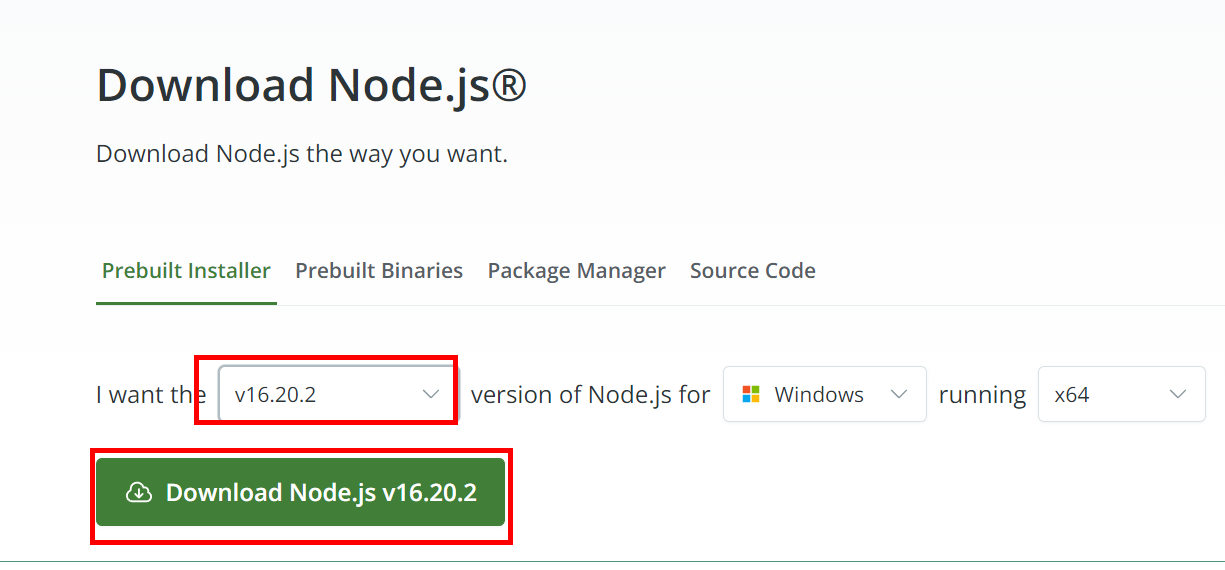 Download Node.js®
Download Node.js the way you want.
Prebuilt Installer Prebuilt Binaries Package Manager Source Code
I want the v16.20.2 version of Node.js for Windows running x64
Download Node.js v16.20.2